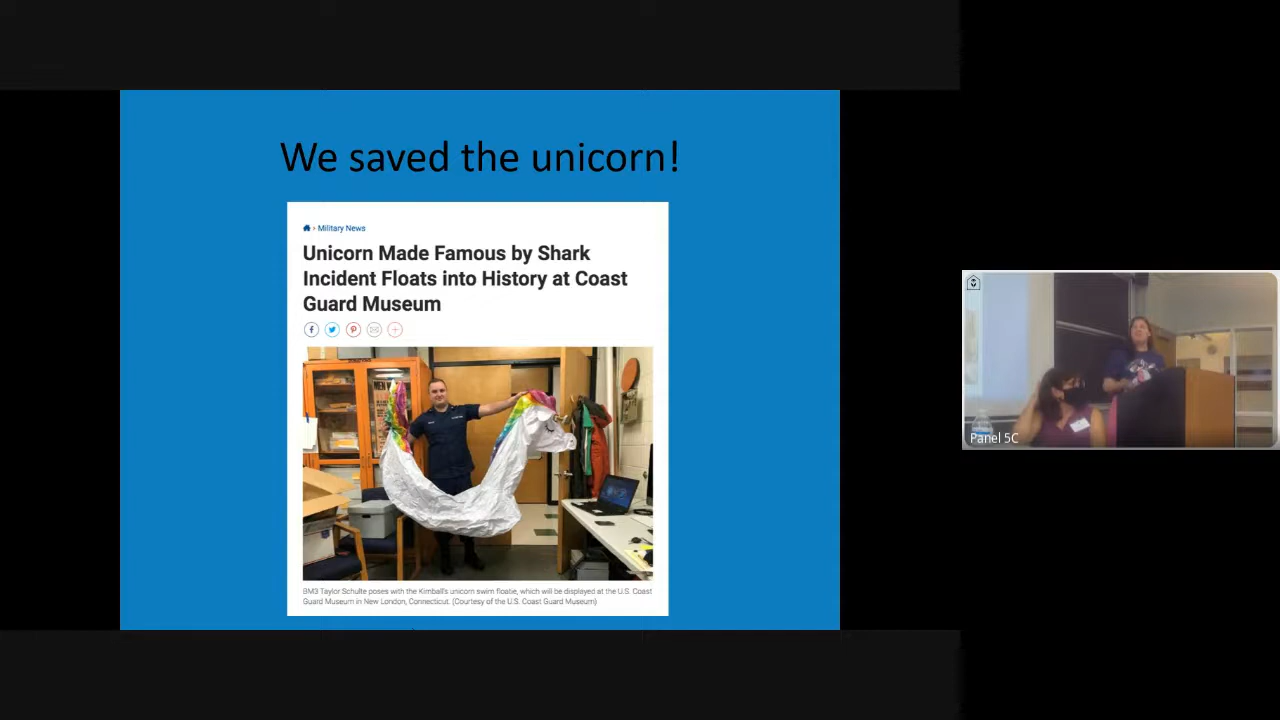 We saved the unicorn!
› Military News
Unicorn Made Famous by Shark
Incident Floats into History at Coast
Guard Museum
BM3 Taylor Schulte poses with the Kimball's unicorn swim floatie, which will be displayed at the U.S. Coast
Guard Museum in New London, Connecticut. (Courtesy of the U.S. Coast Guard Museum)
Panel 5C